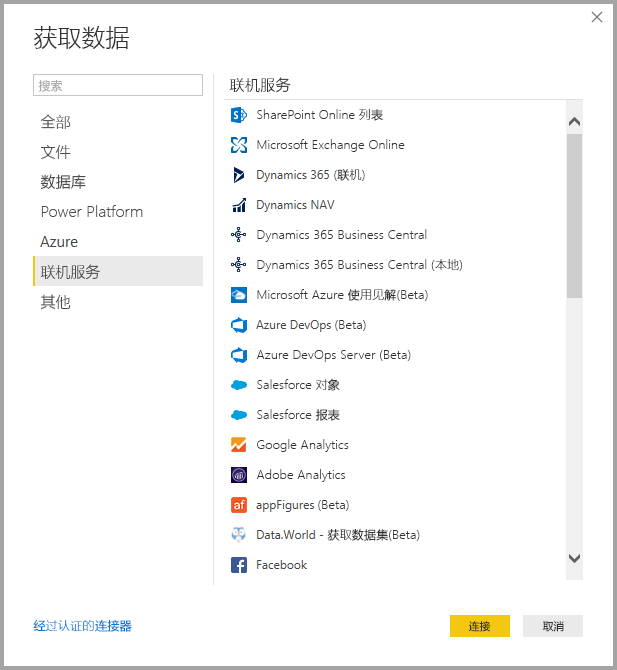 获取数据
搜索
全部
文件
数据库
Power Platform
Azure
联机服务
其他
联机服务
SharePoint Online 列表
Microsoft Exchange Online
Dynamics 365 (联机)
Dynamics NAV
Dynamics 365 Business Central
Dynamics 365 Business Central (本地)
Microsoft Azure 使用见解(Beta)
Azure DevOps (Beta)
Azure DevOps Server (Beta)
Salesforce 对象
Salesforce 报表
Google Analytics
Adobe Analytics
af appFigures (Beta)
Data.World - 获取数据集(Beta)
Facebook
经过认证的连接器
连接
取消